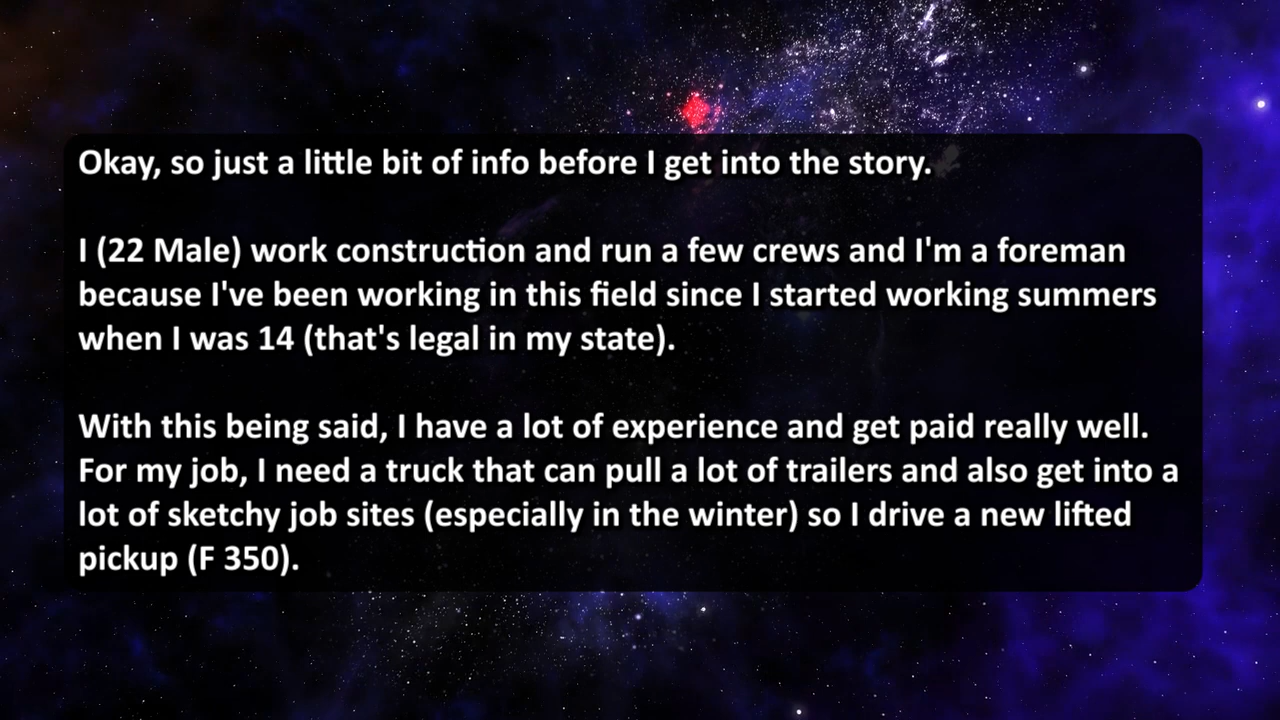 Okay, so just a little bit of info before I get into the story.
I (22 Male) work construction and run a few crews and I'm a foreman
because I've been working in this field since I started working summers
when I was 14 (that's legal in my state).
With this being said, I have a lot of experience and get paid really well.
For my job, I need a truck that can pull a lot of trailers and also get into a
lot of sketchy job sites (especially in the winter) so I drive a new lifted
pickup (F 350).